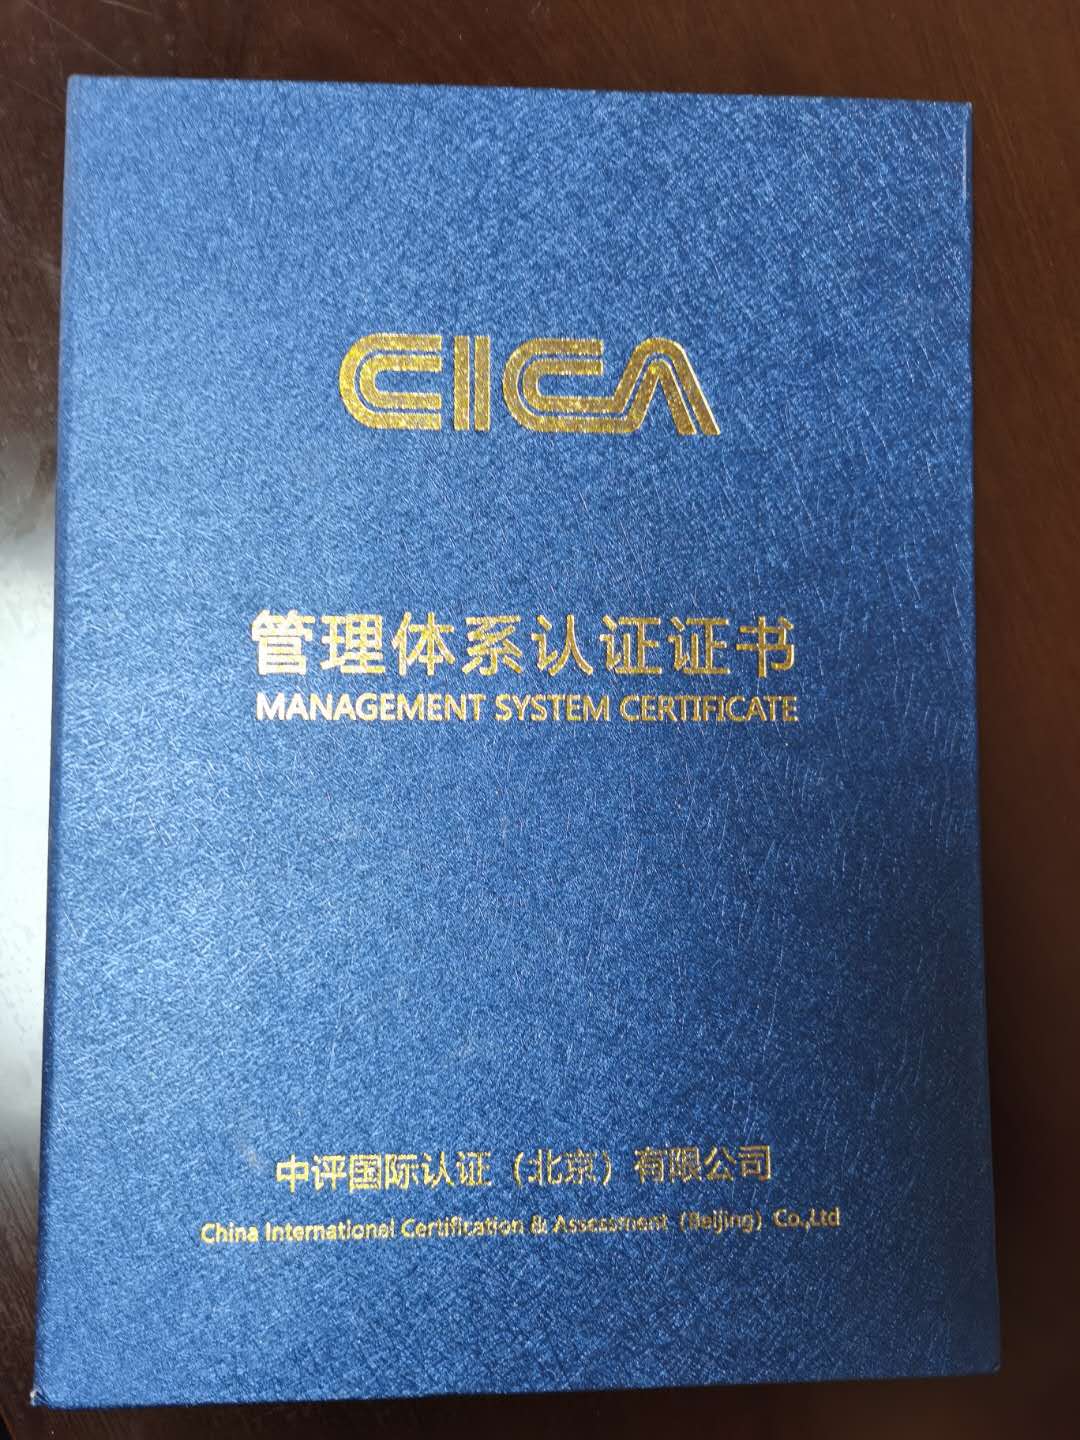 CICA
管理体系认证证书
MANAGEMENT SYSTEM CERTIFICATE
中评国际认证（北京）有限公司
China International Certification & Assessment (Beijing) Co.,Ltd